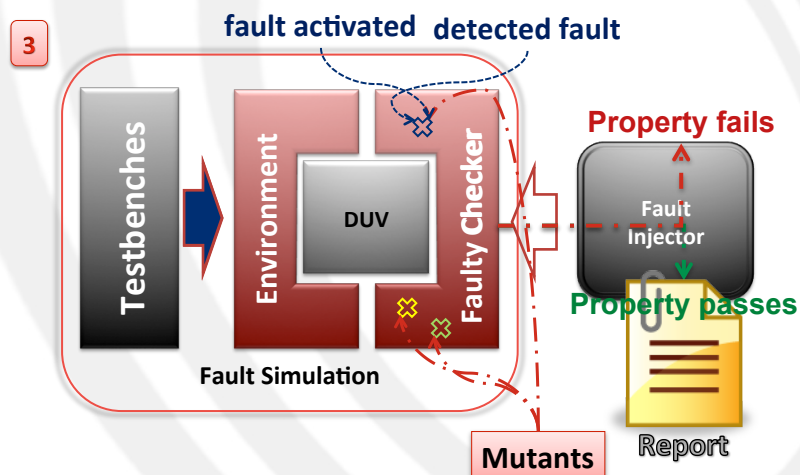 3
fault activated
detected fault
Testbenches
Environment
DUV
Faulty Checker
Property fails
Fault
Injector
Property passes
Fault Simulation
Report
Mutants